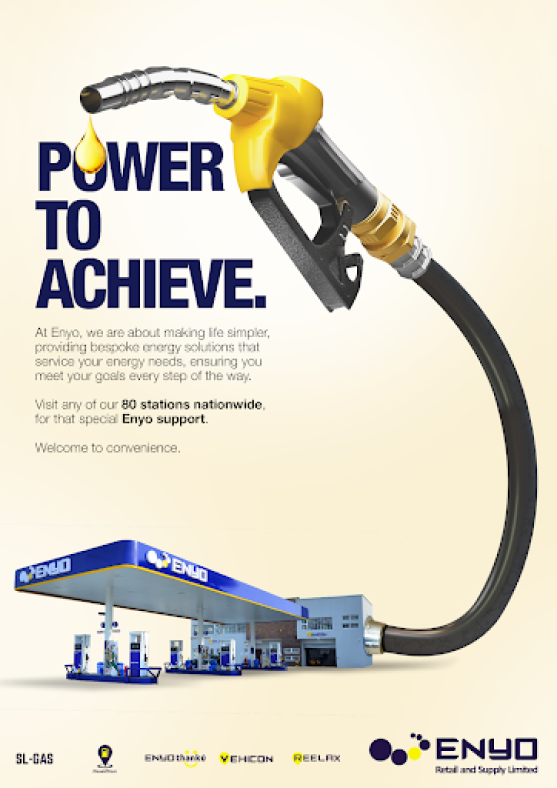 POWER
TO
ACHIEVE.
At Enyo, we are about making life simpler,
providing bespoke energy solutions that
service your energy needs, ensuring you
meet your goals every step of the way.
Visit any of our 80 stations nationwide,
for that special Enyo support.
Welcome to convenience.
ENYO
ENYO
SL-GAS
ENYO thankü
VEHICON
REELAX
ENYO
Retail and Supply Limited